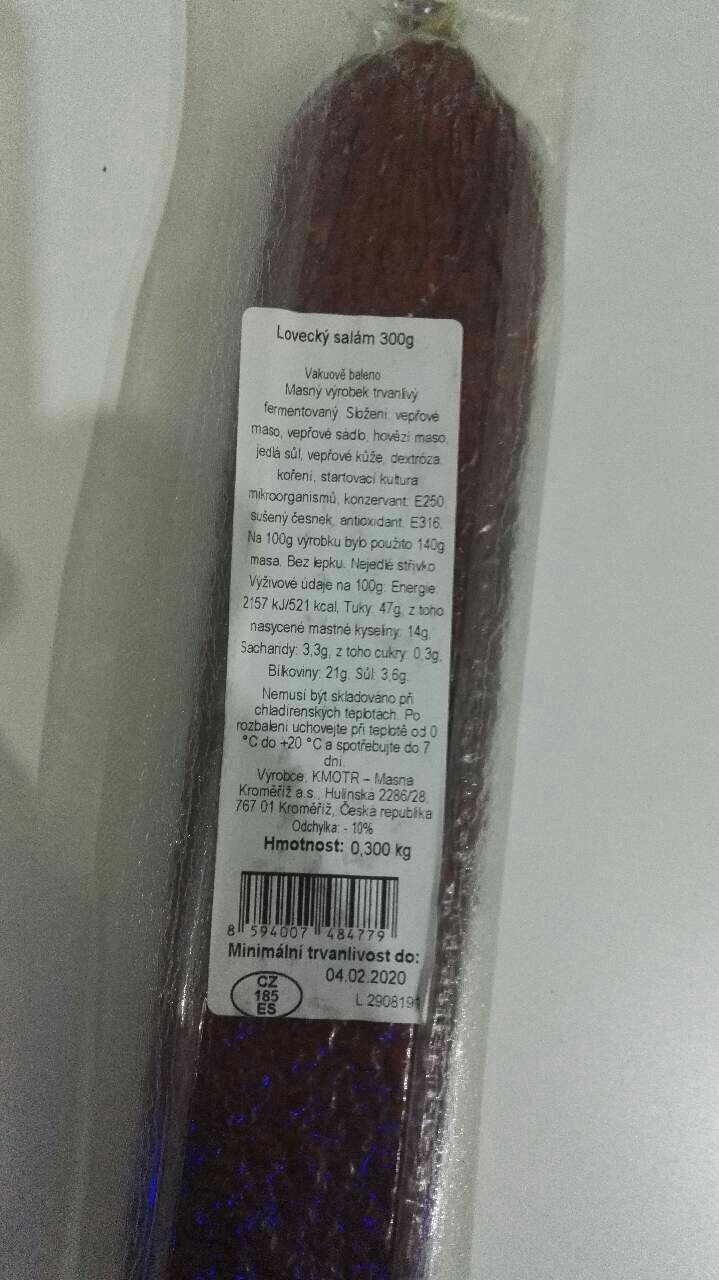 Lovecký salám 300g
Vakuově baleno
Masný výrobek trvanlivý
fermentovaný. Složení: vepřové
maso, vepřové sádlo, hovězí maso,
jedlá sůl, vepřové kůže, dextróza,
koření, startovací kultura
mikroorganismů, konzervant: E250,
sušený česnek, antioxidant: E316.
Na 100g výrobku bylo použito 140g
masa. Bez lepku. Nejedlé střívko.
Výživové údaje na 100g: Energie:
2157 kJ/521 kcal, Tuky: 47g, z toho
nasycené mastné kyseliny: 14g,
Sacharidy: 3,3g, z toho cukry: 0,3g,
Bílkoviny: 21g, Sůl: 3,6g.
Nemusí být skladováno při
chladírenských teplotách. Po
rozbalení uchovejte při teplotě od 0
°C do +20 °C a spotřebujte do 7
dní.
Výrobce: KMOTR – Masna
Kroměříž a.s., Hulínská 2286/28,
767 01 Kroměříž, Česká republika
Odchylka: - 10%
Hmotnost: 0,300 kg
8 594007 484779
Minimální trvanlivost do:
04.02.2020
CZ
185
ES
L 2908191